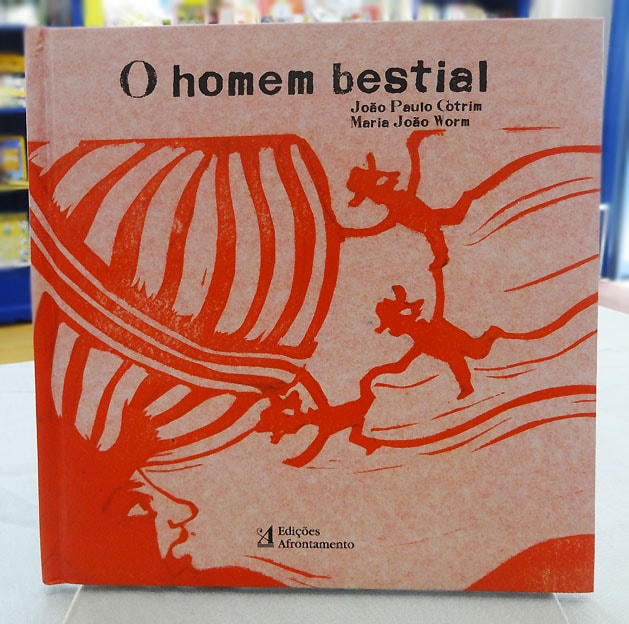 O homem bestial
João Paulo Cotrim
Maria João Worm
Edições
Afrontamento